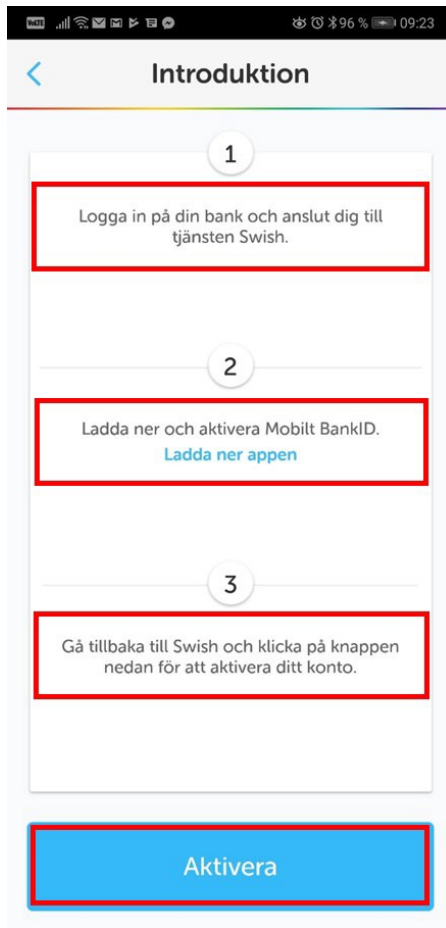 VoLTE 96 % 09:23
Introduktion
1
Logga in på din bank och anslut dig till
tjänsten Swish.
2
Ladda ner och aktivera Mobilt BankID.
Ladda ner appen
3
Gå tillbaka till Swish och klicka på knappen
nedan för att aktivera ditt konto.
Aktivera